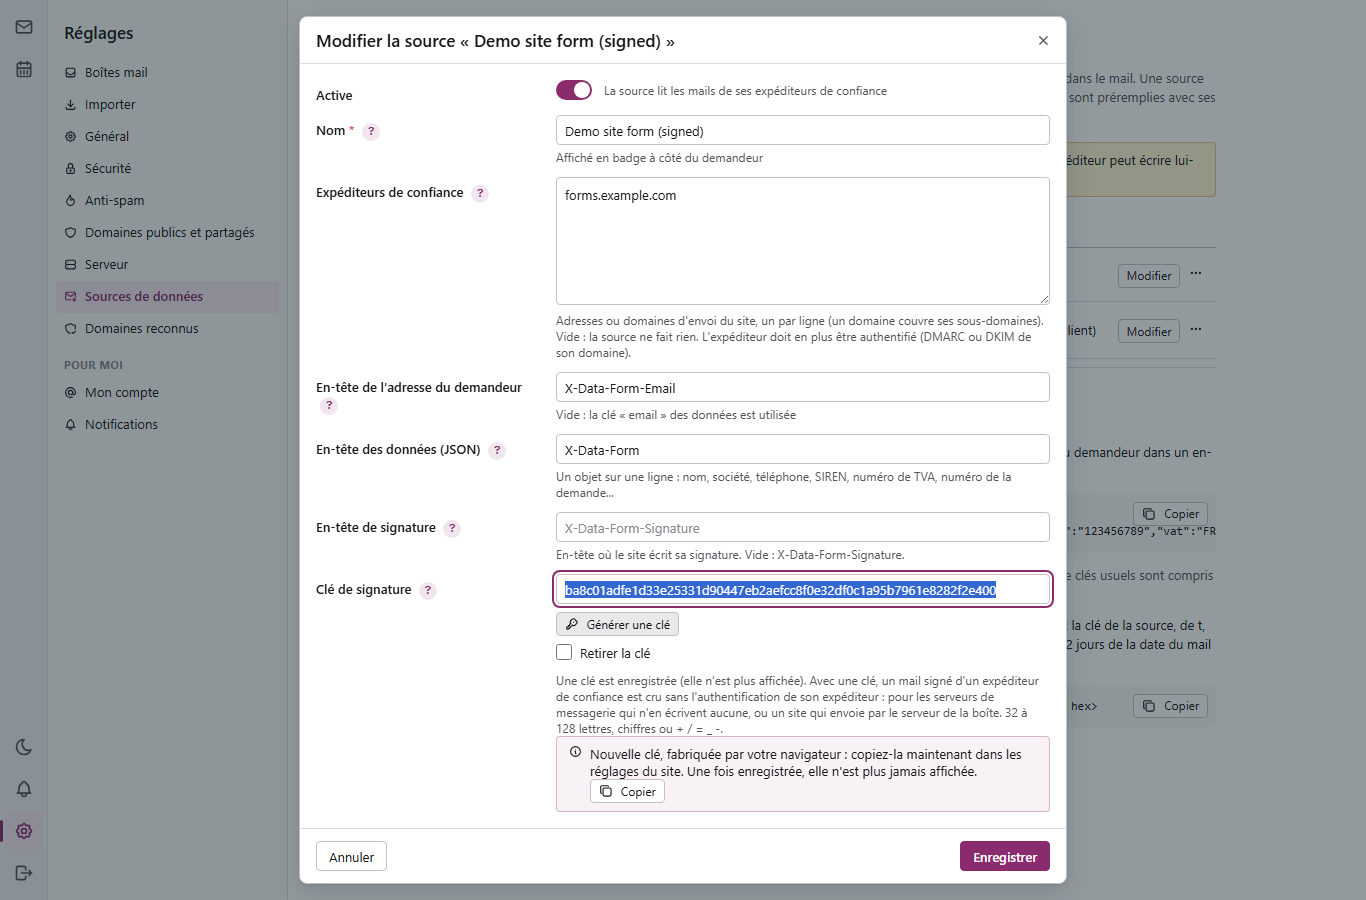 Réglages
Boîtes mail
Importer
Général
Sécurité
Anti-spam
Domaines publics et partagés
Serveur
Sources de données
Domaines reconnus
POUR MOI
Mon compte
Notifications
Modifier la source « Demo site form (signed) »
Active
La source lit les mails de ses expéditeurs de confiance
Nom * ?
Demo site form (signed)
Affiché en badge à côté du demandeur
Expéditeurs de confiance ?
forms.example.com
Adresses ou domaines d'envoi du site, un par ligne (un domaine couvre ses sous-domaines).
Vide : la source ne fait rien. L'expéditeur doit en plus être authentifié (DMARC ou DKIM de
son domaine).
En-tête de l'adresse du demandeur
?
X-Data-Form-Email
Vide : la clé « email » des données est utilisée
En-tête des données (JSON) ?
X-Data-Form
Un objet sur une ligne : nom, société, téléphone, SIREN, numéro de TVA, numéro de la
demande...
En-tête de signature ?
X-Data-Form-Signature
En-tête où le site écrit sa signature. Vide : X-Data-Form-Signature.
Clé de signature ?
ba8c01adfe1d33e25331d90447eb2aefcc8f0e32df0c1a95b7961e8282f2e400
Générer une clé
Retirer la clé
Une clé est enregistrée (elle n'est plus affichée). Avec une clé, un mail signé d'un expéditeur
de confiance est cru sans l'authentification de son expéditeur : pour les serveurs de
messagerie qui n'en écrivent aucune, ou un site qui envoie par le serveur de la boîte. 32 à
128 lettres, chiffres ou + / = _ -.
Nouvelle clé, fabriquée par votre navigateur : copiez-la maintenant dans les
réglages du site. Une fois enregistrée, elle n'est plus jamais affichée.
Copier
Annuler
Enregistrer
dans le mail. Une source
sont préremplies avec ses
éditeur peut écrire lui-
Modifier
lient)
Modifier
u demandeur dans un en-
Copier
":"123456789","vat":"FR
e clés usuels sont compris
la clé de la source, de t,
2 jours de la date du mail
hex>
Copier